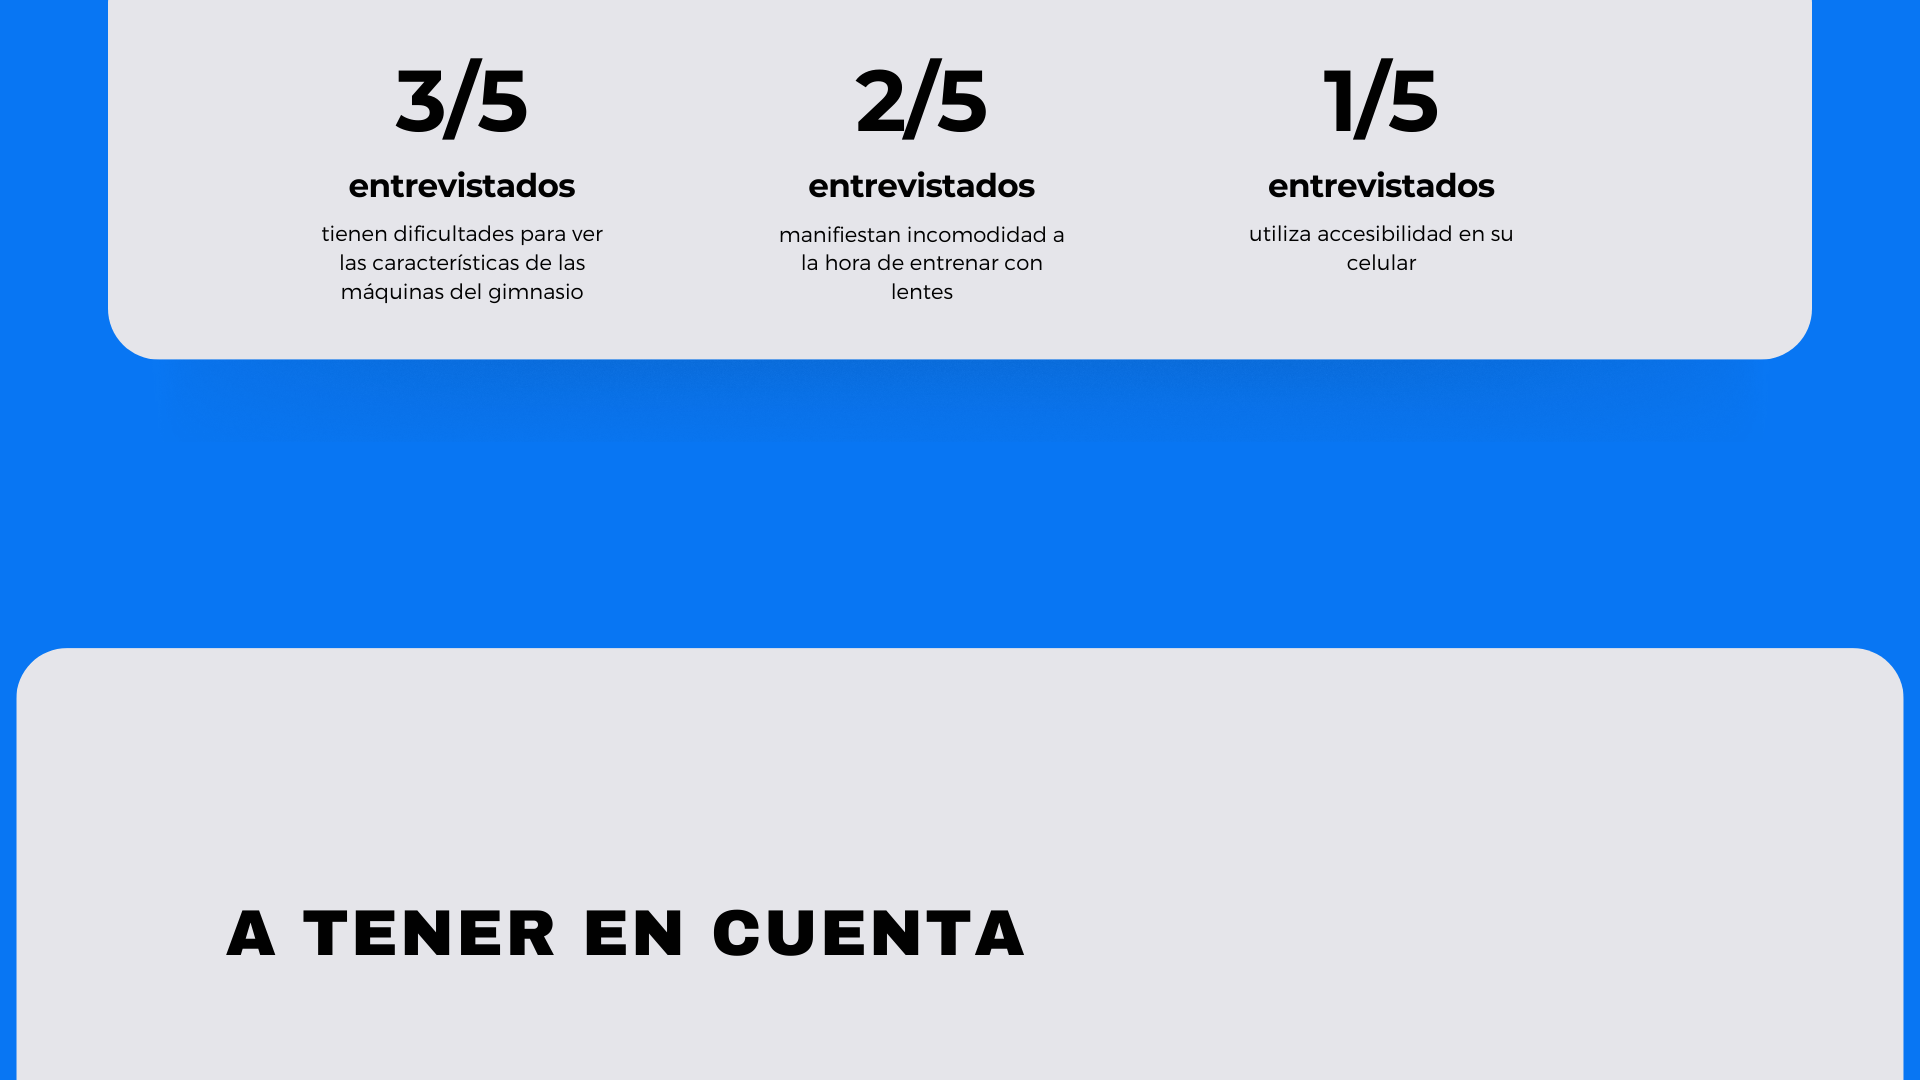 3/5
entrevistados
tienen dificultades para ver
las características de las
máquinas del gimnasio
2/5
entrevistados
manifiestan incomodidad a
la hora de entrenar con
lentes
1/5
entrevistados
utiliza accesibilidad en su
celular
A TENER EN CUENTA